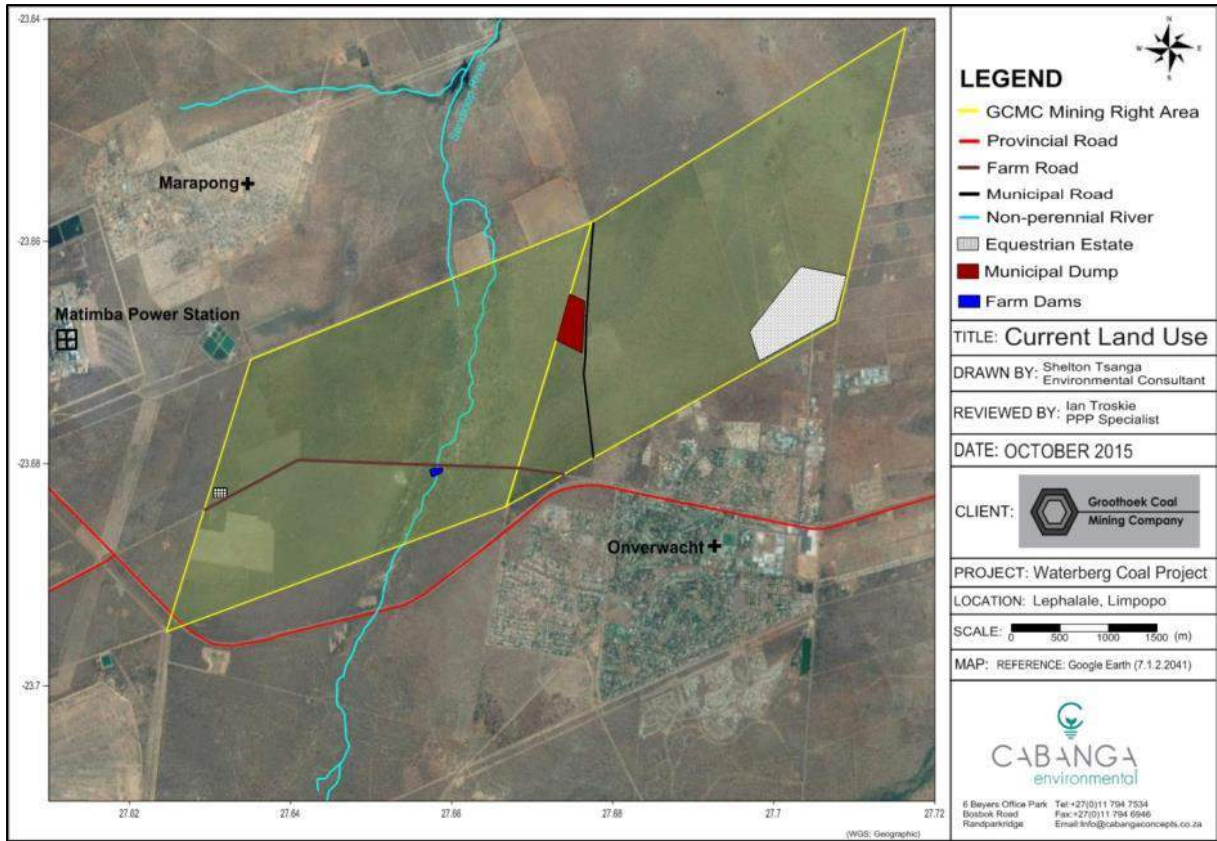 -23.64
-23.66
-23.68
-23.7
27.62
27.64
27.66
27.68
27.7
27.72
(WGS; Geographic)
Marapong
Matimba Power Station
Onverwacht
River
N
W
E
S
LEGEND
GCMC Mining Right Area
Provincial Road
Farm Road
Municipal Road
Non-perennial River
Equestrian Estate
Municipal Dump
Farm Dams
TITLE: Current Land Use
DRAWN BY: Shelton Tsanga
Environmental Consultant
REVIEWED BY: Ian Troskie
PPP Specialist
DATE: OCTOBER 2015
CLIENT:
Groothoek Coal
Mining Company
PROJECT: Waterberg Coal Project
LOCATION: Lephalale, Limpopo
SCALE: 0 500 1000 1500 (m)
MAP: REFERENCE: Google Earth (7.1.2.2041)
CABANGA
environmental
6 Beyers Office Park Tel:+27(0)11 794 7534
Bosbok Road Fax:+27(0)11 794 6946
Randparkridge Email:Info@cabangaconcepts.co.za